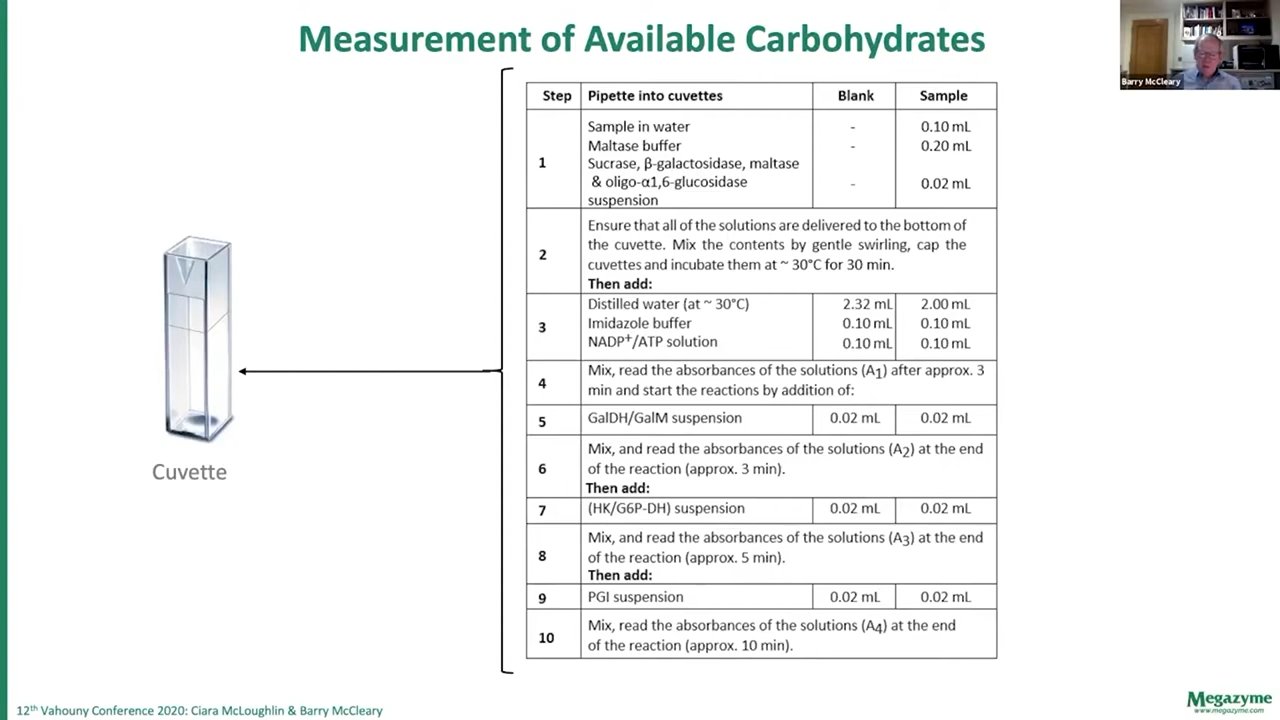 Measurement of Available Carbohydrates
Barry McCleary
Step Pipette into cuvettes Blank Sample
1
Sample in water - 0.10 mL
Maltase buffer - 0.20 mL
Sucrase, β-galactosidase, maltase
& oligo-α1,6-glucosidase - 0.02 mL
suspension
2
Ensure that all of the solutions are delivered to the bottom of
the cuvette. Mix the contents by gentle swirling, cap the
cuvettes and incubate them at ~ 30°C for 30 min.
Then add:
3
Distilled water (at ~ 30°C) 2.32 mL 2.00 mL
Imidazole buffer 0.10 mL 0.10 mL
NADP⁺/ATP solution 0.10 mL 0.10 mL
4
Mix, read the absorbances of the solutions (A₁) after approx. 3
min and start the reactions by addition of:
5 GalDH/GalM suspension 0.02 mL 0.02 mL
6
Mix, and read the absorbances of the solutions (A₂) at the end
of the reaction (approx. 3 min).
Then add:
7 (HK/G6P-DH) suspension 0.02 mL 0.02 mL
8
Mix, and read the absorbances of the solutions (A₃) at the end
of the reaction (approx. 5 min).
Then add:
9 PGI suspension 0.02 mL 0.02 mL
10
Mix, read the absorbances of the solutions (A₄) at the end
of the reaction (approx. 10 min).
Cuvette
12th Vahouny Conference 2020: Ciara McLoughlin & Barry McCleary
Megazyme
www.megazyme.com